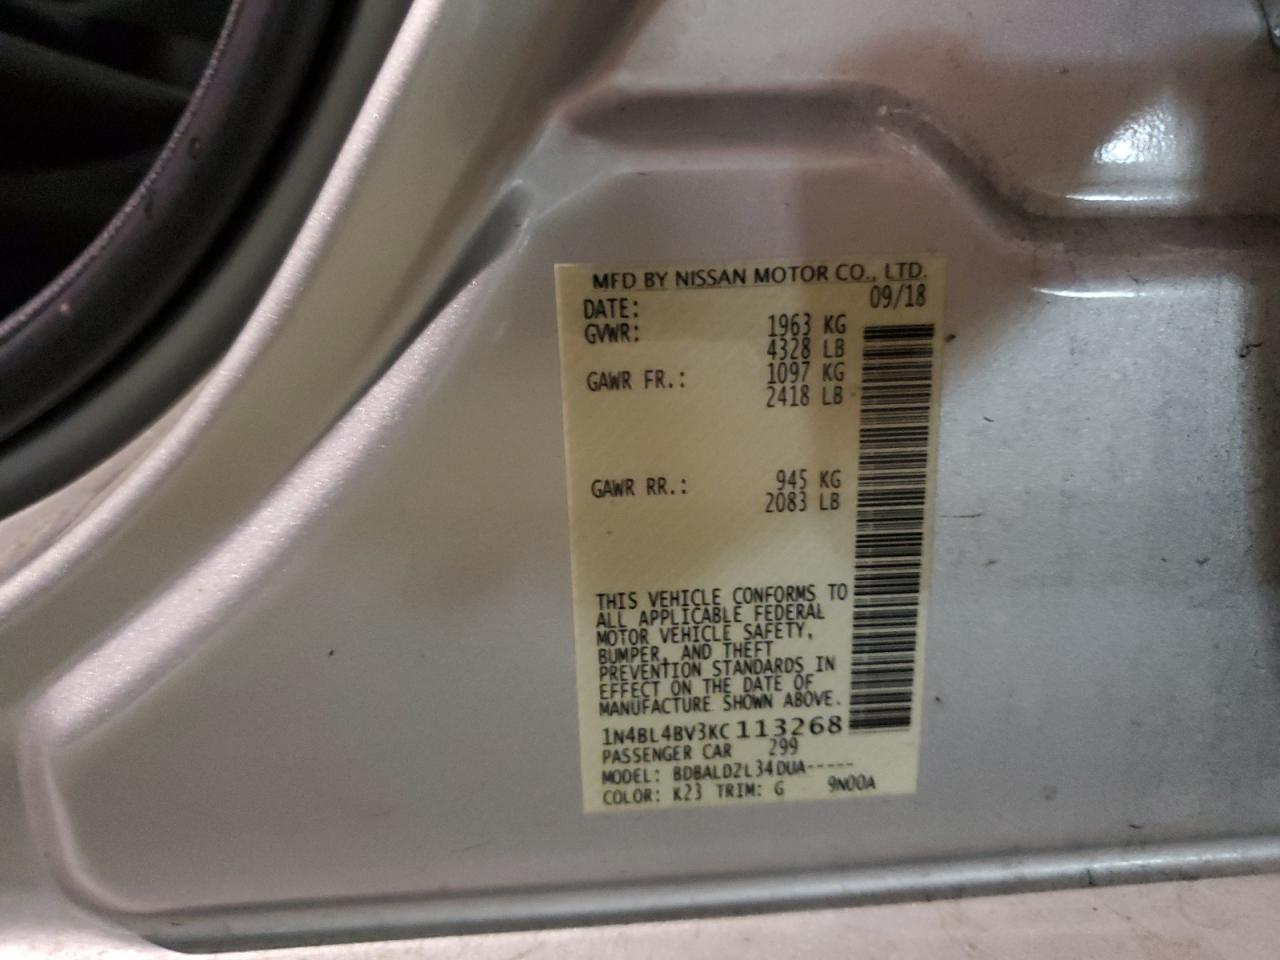 MFD BY NISSAN MOTOR CO., LTD.
DATE: 09/18
GVWR: 1963 KG
4328 LB
GAWR FR.: 1097 KG
2418 LB
GAWR RR.: 945 KG
2083 LB
THIS VEHICLE CONFORMS TO
ALL APPLICABLE FEDERAL
MOTOR VEHICLE SAFETY,
BUMPER, AND THEFT
PREVENTION STANDARDS IN
EFFECT ON THE DATE OF
MANUFACTURE SHOWN ABOVE.
1N4BL4BV3KC113268
PASSENGER CAR 299
MODEL: BDBALDZL34DUA-----
COLOR: K23 TRIM: G 9N00A